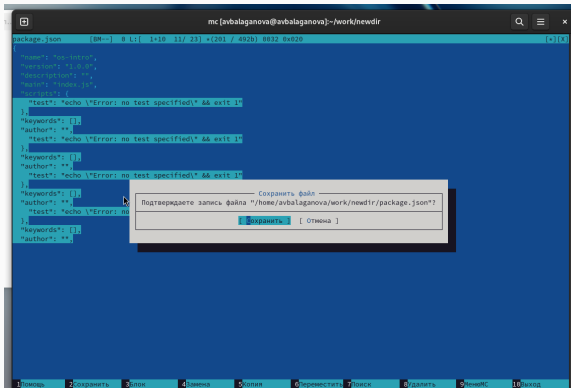 mc [avbalaganova@avbalaganova]:~/work/newdir
package.json [BM--] 0 L:[ 1+10 11/ 23] *(201 / 492b) 0032 0x020 [*][X]
{
"name": "os-intro",
"version": "1.0.0",
"description": "",
"main": "index.js",
"scripts": {
"test": "echo \"Error: no test specified\" && exit 1"
},
"keywords": [],
"author": "",
"test": "echo \"Error: no test specified\" && exit 1"
},
"keywords": [],
"author": "",
"test": "echo \"Error: no test specified\" && exit 1"
},
"keywords": [],
"author": "",
"test": "echo \"Error: no
},
"keywords": [],
"author": "",
Сохранить файл
Подтверждаете запись файла "/home/avbalaganova/work/newdir/package.json"?
[ Сохранить ] [ Отмена ]
1Помощь 2Сохранить 3Блок 4Замена 5Копия 6Переместить 7Поиск 8Удалить 9МенюMC 10Выход